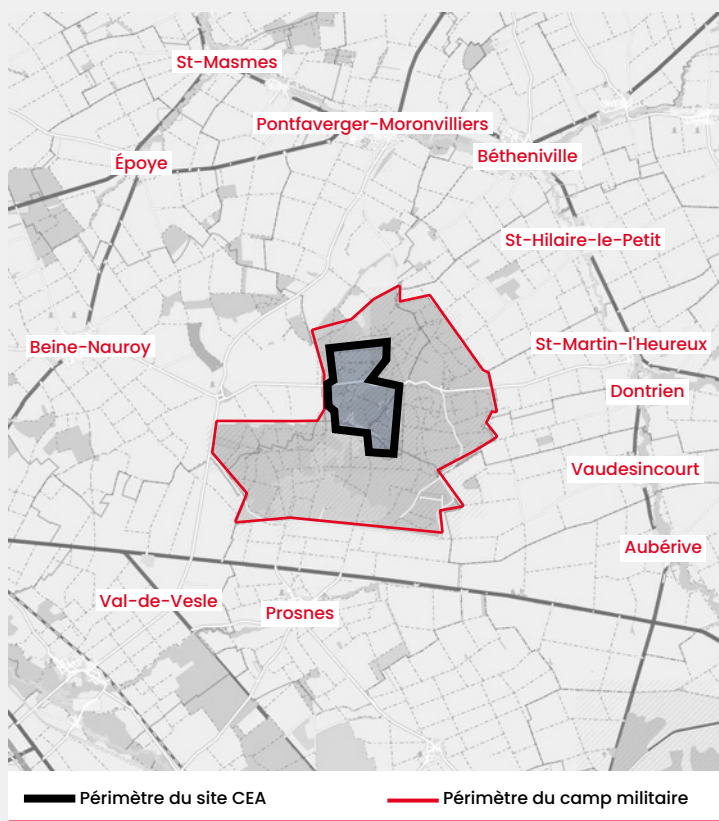 St-Masmes
Pontfaverger-Moronvilliers
Bétheniville
Époye
St-Hilaire-le-Petit
St-Martin-l'Heureux
Beine-Nauroy
Dontrien
Vaudesincourt
Aubérive
Val-de-Vesle
Prosnes
Périmètre du site CEA
Périmètre du camp militaire